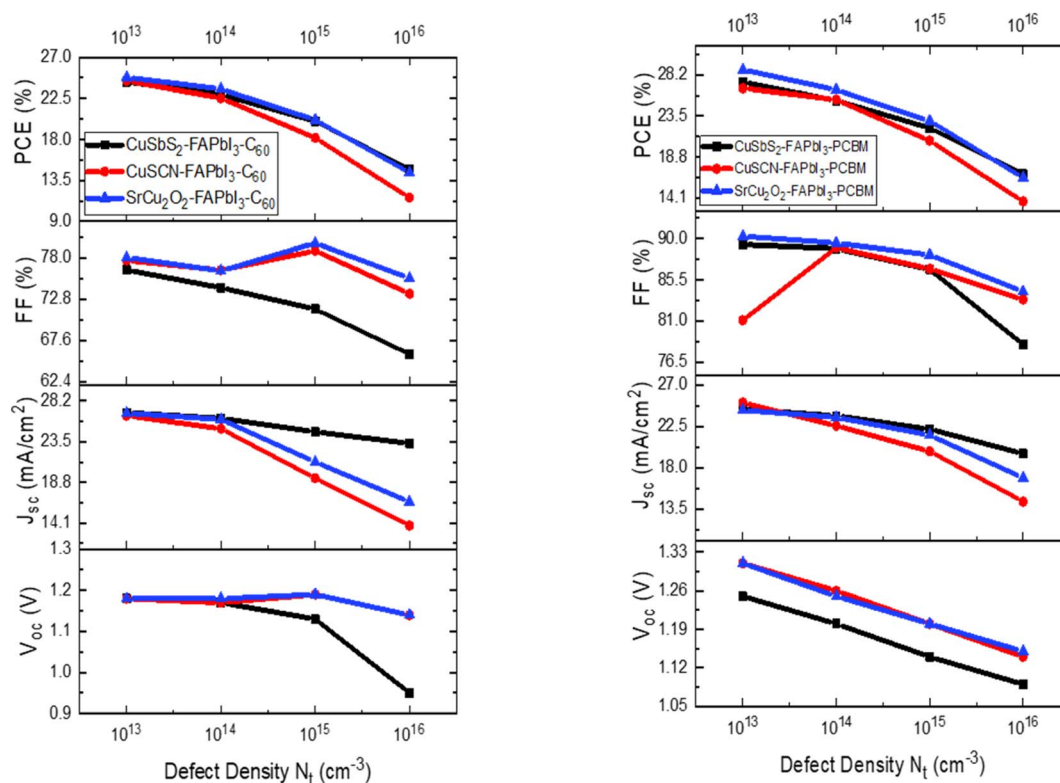 10^13 10^14 10^15 10^16
27.0
22.5
18.0
13.5
9.0
PCE (%)
CuSbS₂-FAPbI₃-C₆₀
CuSCN-FAPbI₃-C₆₀
SrCu₂O₂-FAPbI₃-C₆₀
78.0
72.8
67.6
62.4
FF (%)
28.2
23.5
18.8
14.1
J_sc (mA/cm²)
1.3
1.2
1.1
1.0
0.9
V_oc (V)
10^13 10^14 10^15 10^16
Defect Density N_t (cm⁻³)
10^13 10^14 10^15 10^16
28.2
23.5
18.8
14.1
PCE (%)
CuSbS₂-FAPbI₃-PCBM
CuSCN-FAPbI₃-PCBM
SrCu₂O₂-FAPbI₃-PCBM
90.0
85.5
81.0
76.5
FF (%)
27.0
22.5
18.0
13.5
J_sc (mA/cm²)
1.33
1.26
1.19
1.12
1.05
V_oc (V)
10^13 10^14 10^15 10^16
Defect Density N_t (cm⁻³)